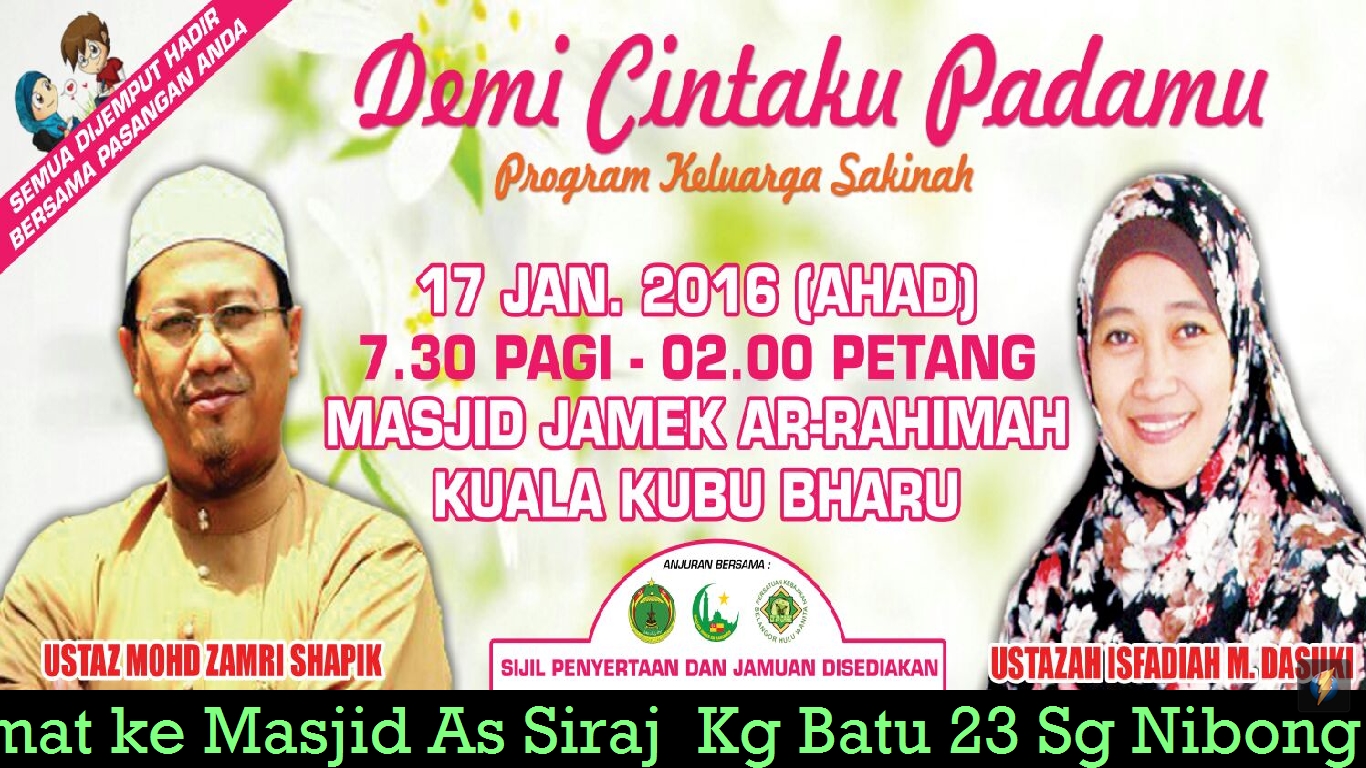 SEMUA DIJEMPUT HADIR
BERSAMA PASANGAN ANDA
Demi Cintaku Padamu
Program Keluarga Sakinah
17 JAN. 2016 (AHAD)
7.30 PAGI - 02.00 PETANG
MASJID JAMEK AR-RAHIMAH
KUALA KUBU BHARU
ANJURAN BERSAMA :
SIJIL PENYERTAAN DAN JAMUAN DISEDIAKAN
USTAZ MOHD ZAMRI SHAPIK
USTAZAH ISFADIAH M. DASUKI
mat ke Masjid As Siraj Kg Batu 23 Sg Nibong